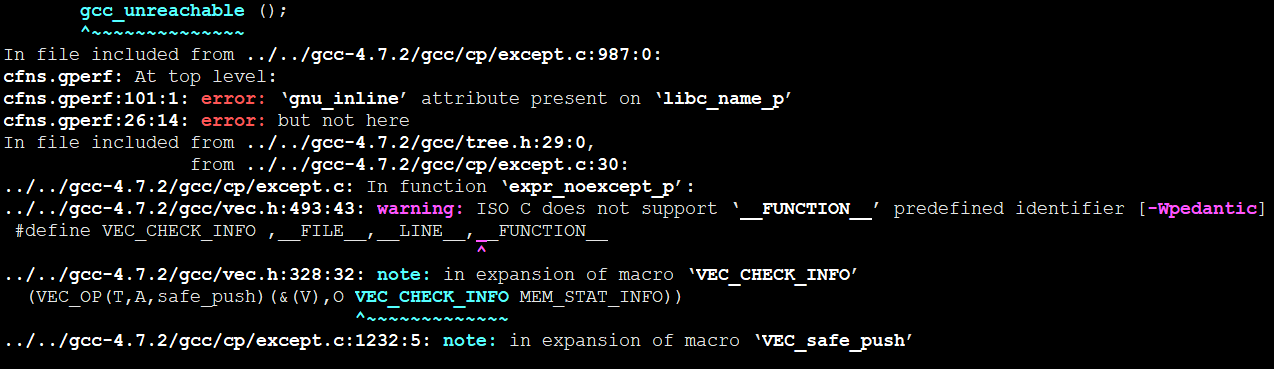 gcc_unreachable ();
^~~~~~~~~~~~~~~
In file included from ../../gcc-4.7.2/gcc/cp/except.c:987:0:
cfns.gperf: At top level:
cfns.gperf:101:1: error: ‘gnu_inline’ attribute present on ‘libc_name_p’
cfns.gperf:26:14: error: but not here
In file included from ../../gcc-4.7.2/gcc/tree.h:29:0,
                 from ../../gcc-4.7.2/gcc/cp/except.c:30:
../../gcc-4.7.2/gcc/cp/except.c: In function ‘expr_noexcept_p’:
../../gcc-4.7.2/gcc/vec.h:493:43: warning: ISO C does not support ‘__FUNCTION__’ predefined identifier [-Wpedantic]
 #define VEC_CHECK_INFO ,__FILE__,__LINE__,__FUNCTION__
                                           ^
../../gcc-4.7.2/gcc/vec.h:328:32: note: in expansion of macro ‘VEC_CHECK_INFO’
  (VEC_OP(T,A,safe_push)(&(V),O VEC_CHECK_INFO MEM_STAT_INFO))
                                ^~~~~~~~~~~~~~
../../gcc-4.7.2/gcc/cp/except.c:1232:5: note: in expansion of macro ‘VEC_safe_push’